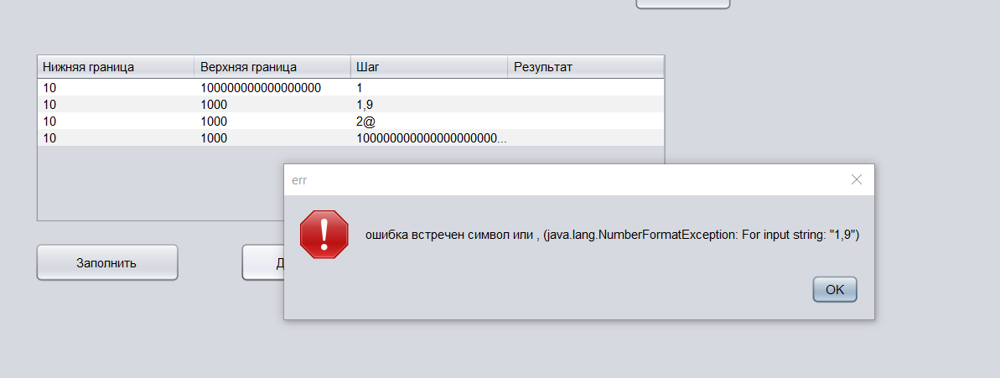 Нижняя граница Верхняя граница Шаг Результат
10 100000000000000000 1
10 1000 1,9
10 1000 2@
10 1000 100000000000000000000...
err
ошибка встречен символ или , (java.lang.NumberFormatException: For input string: "1,9")
Заполнить Д
OK